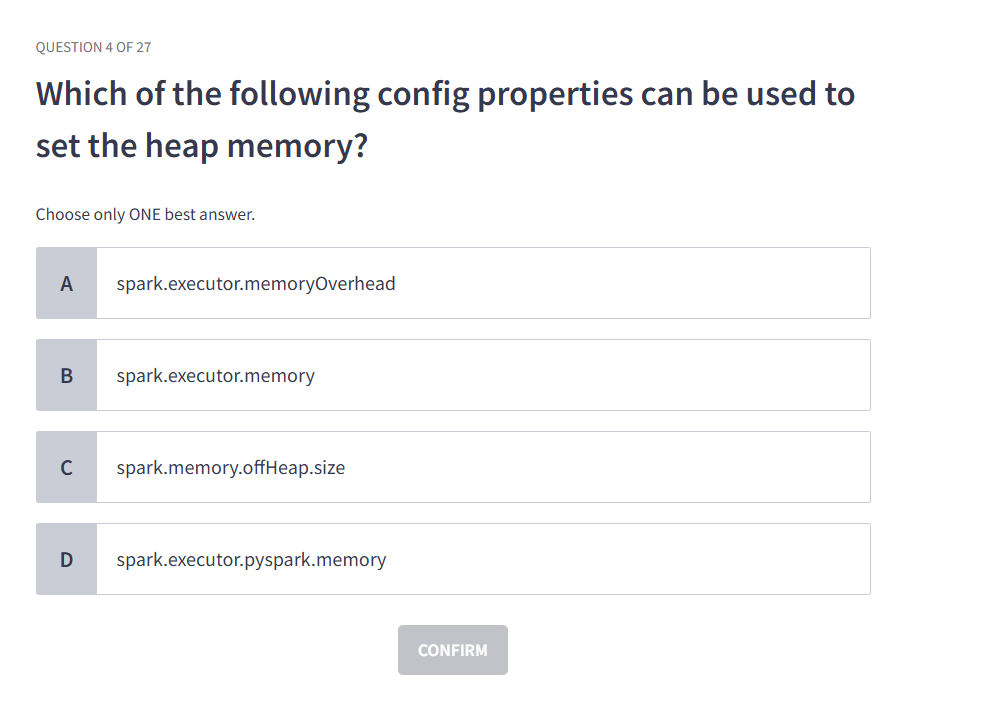 QUESTION 4 OF 27
Which of the following config properties can be used to
set the heap memory?
Choose only ONE best answer.
A spark.executor.memoryOverhead
B spark.executor.memory
C spark.memory.offHeap.size
D spark.executor.pyspark.memory
CONFIRM